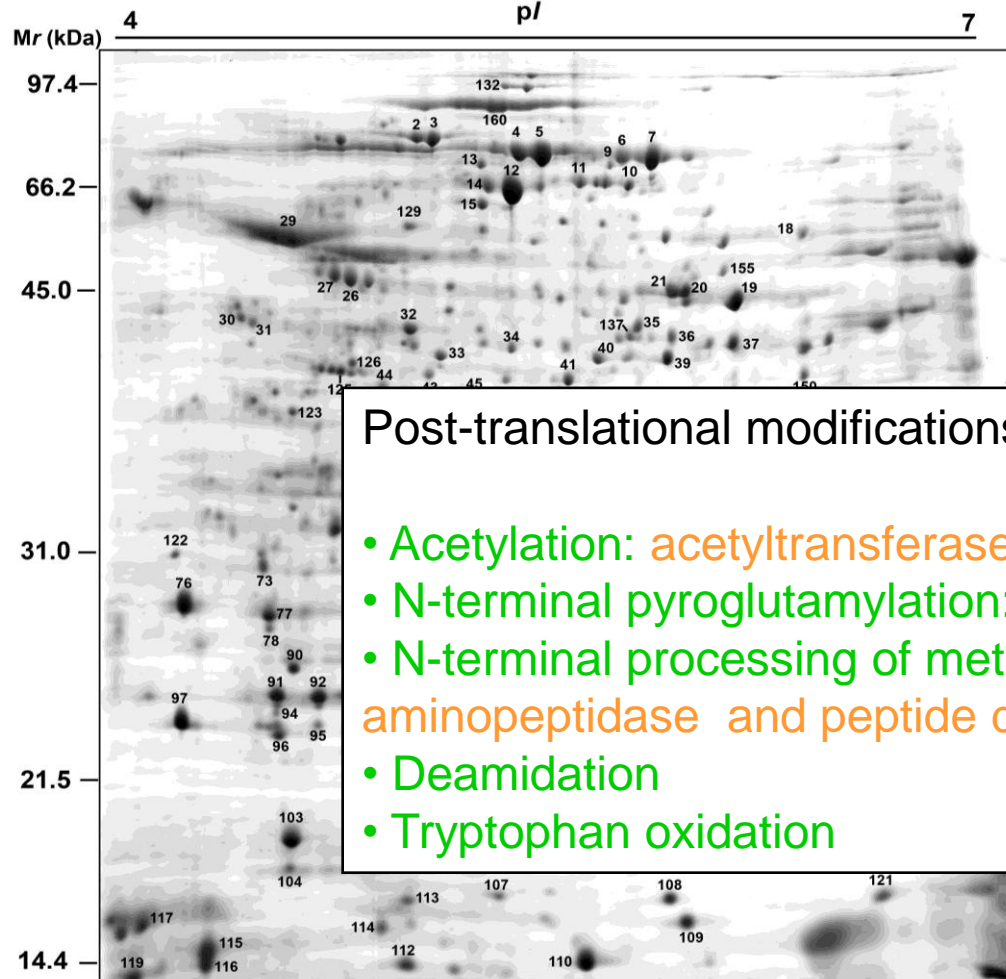 pI
4 7
Mr (kDa)
97.4
132
160
2 3 4 5 6 7
13 9
12 11 10
66.2
14
15
129
29 18
155
27 26 21 20 19
45.0
30 31 32 137 35
34 36 37
33 40
126 41 39
44
45
123
Post-translational modifications
• Acetylation: acetyltransferase
• N-terminal pyroglutamylation:
• N-terminal processing of met
aminopeptidase and peptide
• Deamidation
• Tryptophan oxidation
31.0
122
73
76
77
78
90
91 92
97 94
96 95
21.5
103
104
107 108 121
113
117 114 109
115 112 110
14.4
119 116